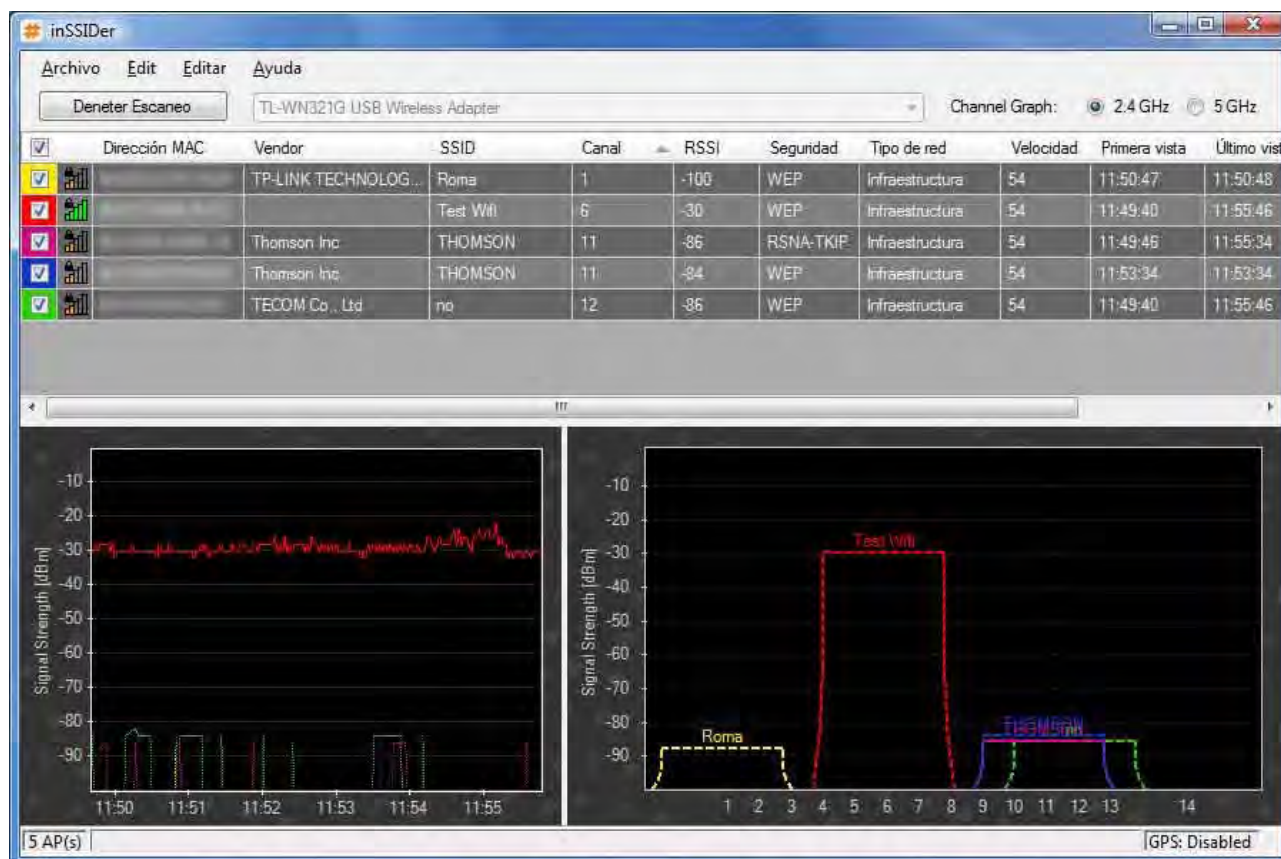 inSSIDer
Archivo Edit Editar Ayuda
Deneter Escaneo TL-WN321G USB Wireless Adapter Channel Graph: 2.4 GHz 5 GHz
Dirección MAC Vendor SSID Canal RSSI Seguridad Tipo de red Velocidad Primera vista Último vist
TP-LINK TECHNOLOG... Roma 1 -100 WEP Infraestructura 54 11:50:47 11:50:48
Test Wifi 6 -30 WEP Infraestructura 54 11:49:40 11:55:46
Thomson Inc THOMSON 11 -86 RSNA-TKIP Infraestructura 54 11:49:46 11:55:34
Thomson Inc THOMSON 11 -84 WEP Infraestructura 54 11:53:34 11:53:34
TECOM Co., Ltd no 12 -86 WEP Infraestructura 54 11:49:40 11:55:46
Signal Strength [dBm]
-10
-20
-30
-40
-50
-60
-70
-80
-90
11:50 11:51 11:52 11:53 11:54 11:55
Signal Strength [dBm]
-10
-20
-30
-40
-50
-60
-70
-80
-90
Test Wifi
Roma
THOMSON
1 2 3 4 5 6 7 8 9 10 11 12 13 14
5 AP(s) GPS: Disabled